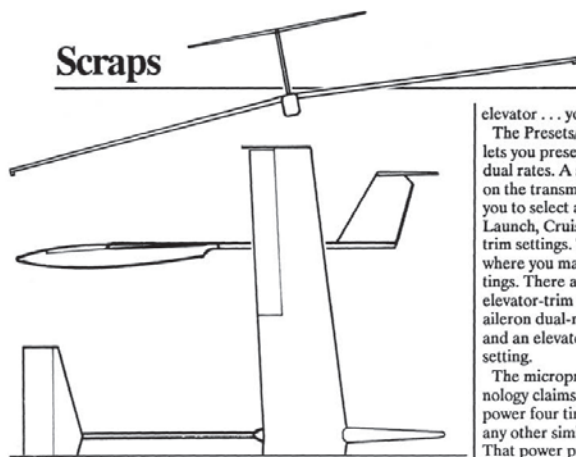 Scraps
elevator . . . yo
The Presets
lets you prese
dual rates. A
on the transm
you to select a
Launch, Cruis
trim settings.
where you ma
tings. There a
elevator-trim
aileron dual-r
and an elevat
setting.
The micropr
nology claims
power four tin
any other sim
That power p